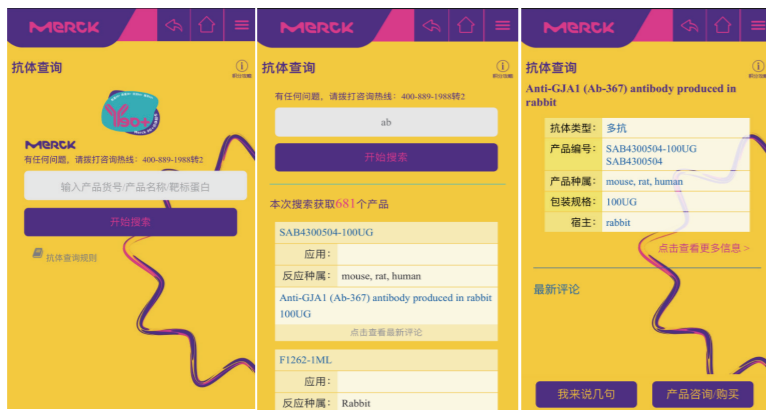 MERCK
抗体查询
积分攻略
Y90+
MERCK
有任何问题，请拨打咨询热线：400-889-1988转2
输入产品货号/产品名称/靶标蛋白
开始搜索
抗体查询规则
MERCK
抗体查询
积分攻略
有任何问题，请拨打咨询热线：400-889-1988转2
ab
开始搜索
本次搜索获取681个产品
SAB4300504-100UG
应用：
反应种属： mouse, rat, human
Anti-GJA1 (Ab-367) antibody produced in rabbit
100UG
点击查看最新评论
F1262-1ML
应用：
反应种属： Rabbit
MERCK
抗体查询
Anti-GJA1 (Ab-367) antibody produced in
rabbit
抗体类型： 多抗
产品编号： SAB4300504-100UG
SAB4300504
产品种属： mouse, rat, human
包装规格： 100UG
宿主： rabbit
点击查看更多信息 >
最新评论
我来说几句
产品咨询/购买